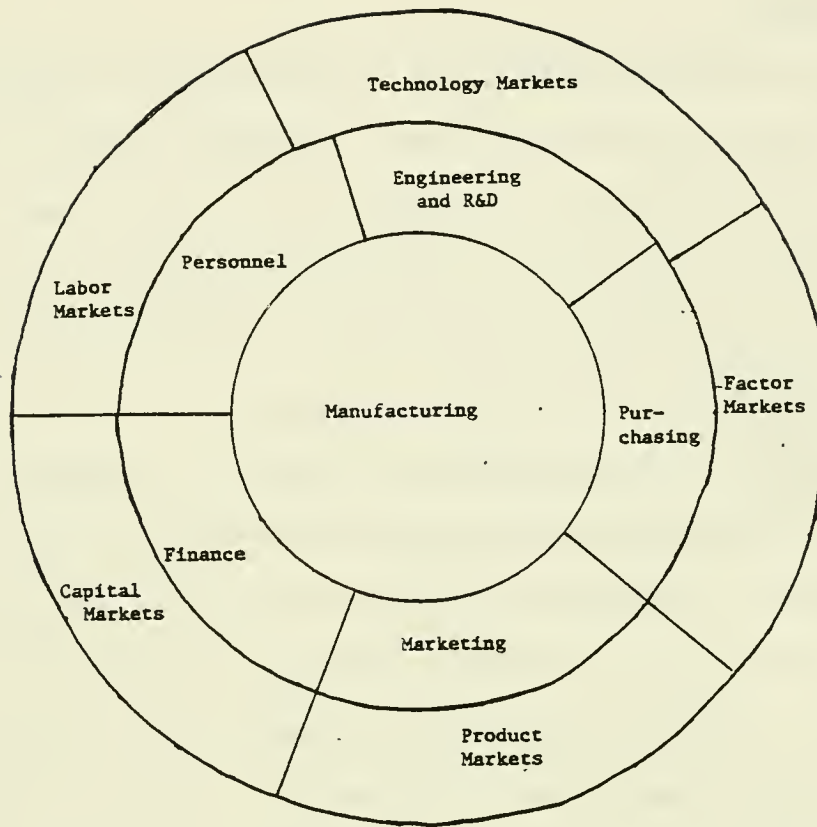 Technology Markets
Engineering
and R&D
Personnel
Labor
Markets
Manufacturing
Factor
Markets
Pur-
chasing
Finance
Capital
Markets
Marketing
Product
Markets